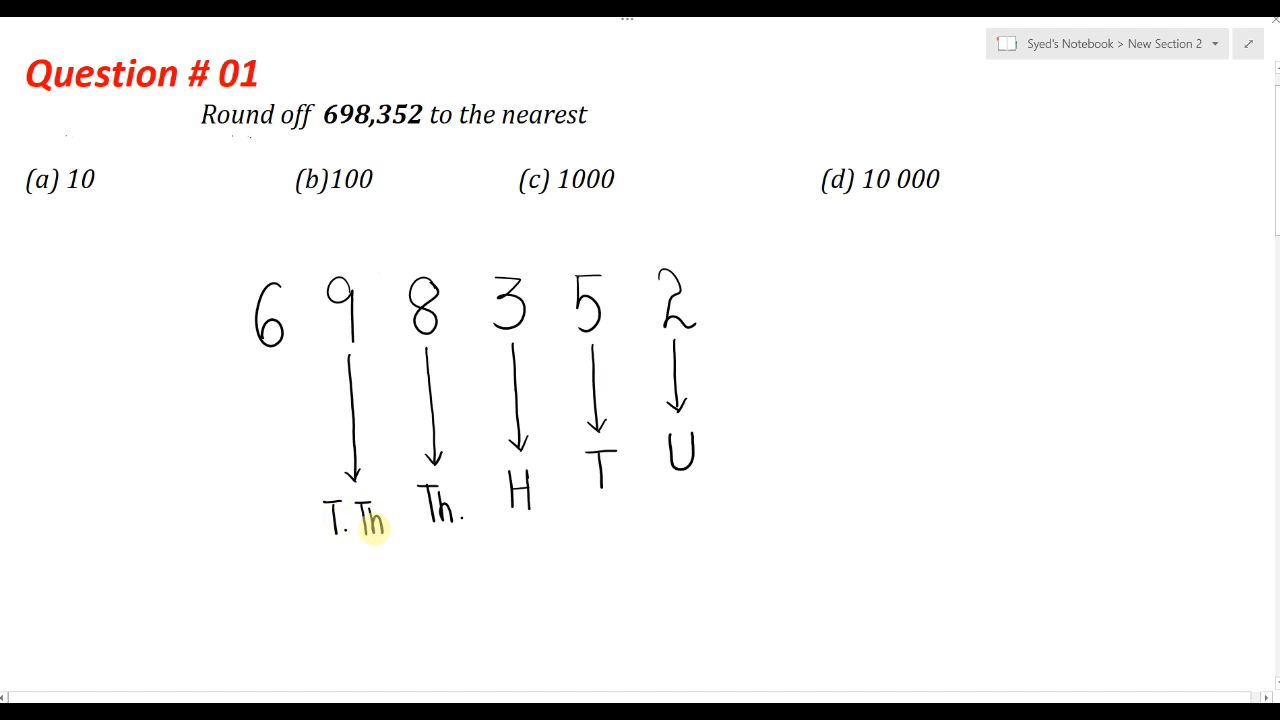 Syed's Notebook > New Section 2
Question # 01
Round off 698,352 to the nearest
(a) 10 (b)100 (c) 1000 (d) 10 000
6 9 8 3 5 2
T.Th Th. H T U